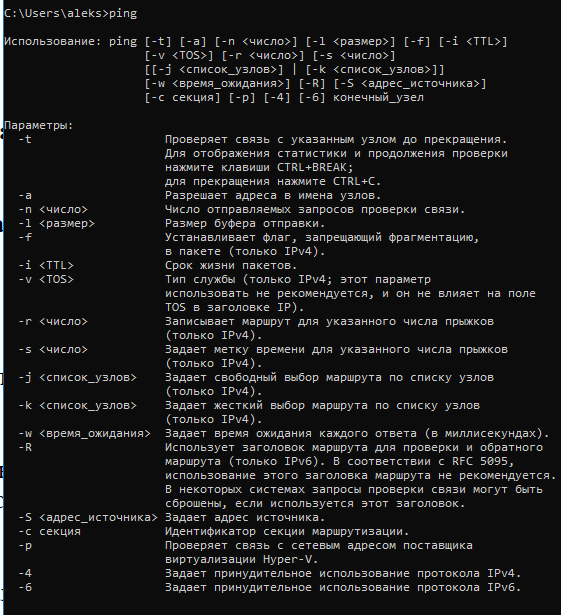 C:\Users\aleks>ping
Использование: ping [-t] [-a] [-n <число>] [-l <размер>] [-f] [-i <TTL>]
[-v <TOS>] [-r <число>] [-s <число>]
[[-j <список_узлов>] | [-k <список_узлов>]]
[-w <время_ожидания>] [-R] [-S <адрес_источника>]
[-c секция] [-p] [-4] [-6] конечный_узел
Параметры:
-t Проверяет связь с указанным узлом до прекращения.
Для отображения статистики и продолжения проверки
нажмите клавиши CTRL+BREAK;
для прекращения нажмите CTRL+C.
-a Разрешает адреса в имена узлов.
-n <число> Число отправляемых запросов проверки связи.
-l <размер> Размер буфера отправки.
-f Устанавливает флаг, запрещающий фрагментацию,
в пакете (только IPv4).
-i <TTL> Срок жизни пакетов.
-v <TOS> Тип службы (только IPv4; этот параметр
использовать не рекомендуется, и он не влияет на поле
TOS в заголовке IP).
-r <число> Записывает маршрут для указанного числа прыжков
(только IPv4).
-s <число> Задает метку времени для указанного числа прыжков
(только IPv4).
-j <список_узлов> Задает свободный выбор маршрута по списку узлов
(только IPv4).
-k <список_узлов> Задает жесткий выбор маршрута по списку узлов
(только IPv4).
-w <время_ожидания> Задает время ожидания каждого ответа (в миллисекундах).
-R Использует заголовок маршрута для проверки и обратного
маршрута (только IPv6). В соответствии с RFC 5095,
использование этого заголовка маршрута не рекомендуется.
В некоторых системах запросы проверки связи могут быть
сброшены, если используется этот заголовок.
-S <адрес_источника> Задает адрес источника.
-c секция Идентификатор секции маршрутизации.
-p Проверяет связь с сетевым адресом поставщика
виртуализации Hyper-V.
-4 Задает принудительное использование протокола IPv4.
-6 Задает принудительное использование протокола IPv6.